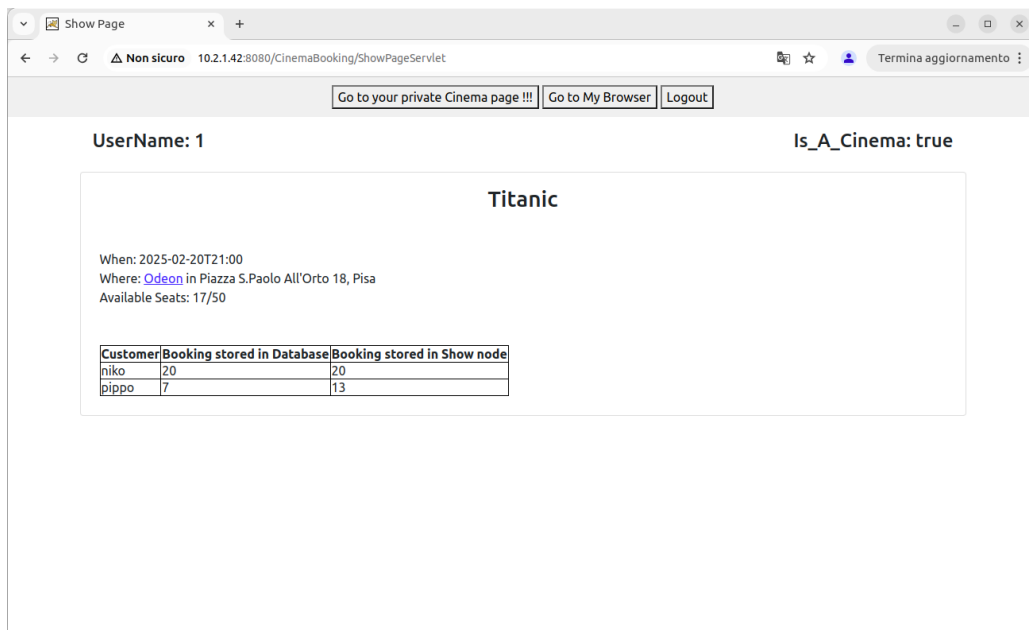 Show Page
Non sicuro 10.2.1.42:8080/CinemaBooking/ShowPageServlet Termina aggiornamento
Go to your private Cinema page !!! Go to My Browser Logout
UserName: 1 Is_A_Cinema: true
Titanic
When: 2025-02-20T21:00
Where: Odeon in Piazza S.Paolo All'Orto 18, Pisa
Available Seats: 17/50
Customer Booking stored in Database Booking stored in Show node
niko 20 20
pippo 7 13